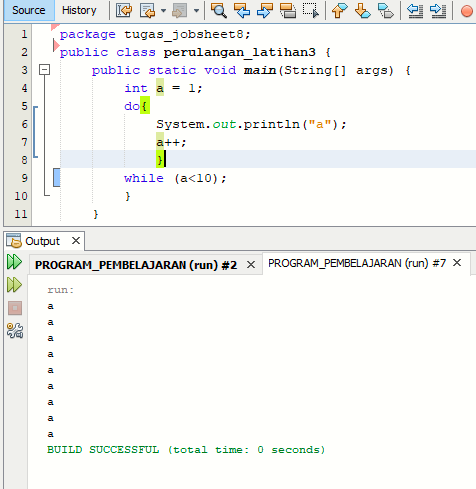 Source History
1 package tugas_jobsheet8;
2 public class perulangan_latihan3 {
3 public static void main(String[] args) {
4 int a = 1;
5 do{
6 System.out.println("a");
7 a++;
8 }
9 while (a<10);
10 }
11 }
Output
PROGRAM_PEMBELAJARAN (run) #2 PROGRAM_PEMBELAJARAN (run) #7
run:
a
a
a
a
a
a
a
a
a
BUILD SUCCESSFUL (total time: 0 seconds)